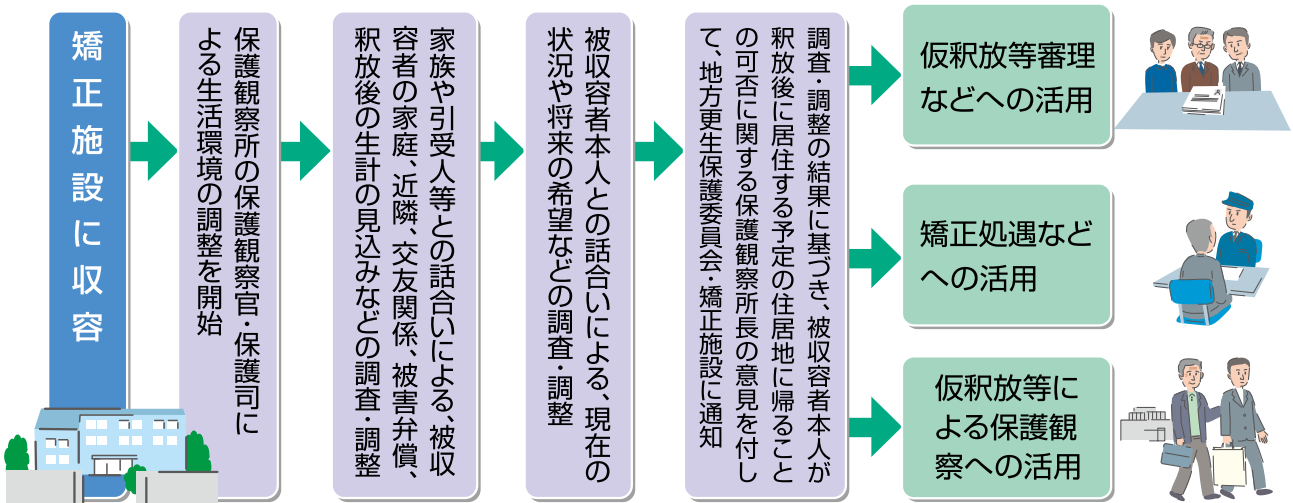 矯正施設に収容
保護観察所の保護観察官・保護司に
よる生活環境の調整を開始
家族や引受人等との話合いによる、被収
容者の家庭、近隣、交友関係、被害弁償、
釈放後の生計の見込みなどの調査・調整
被収容者本人との話合いによる、現在の
状況や将来の希望などの調査・調整
調査・調整の結果に基づき、被収容者本人が
釈放後に居住する予定の住居地に帰ること
の可否に関する保護観察所長の意見を付し
て、地方更生保護委員会・矯正施設に通知
仮釈放等審理
などへの活用
矯正処遇など
への活用
仮釈放等に
よる保護観
察への活用